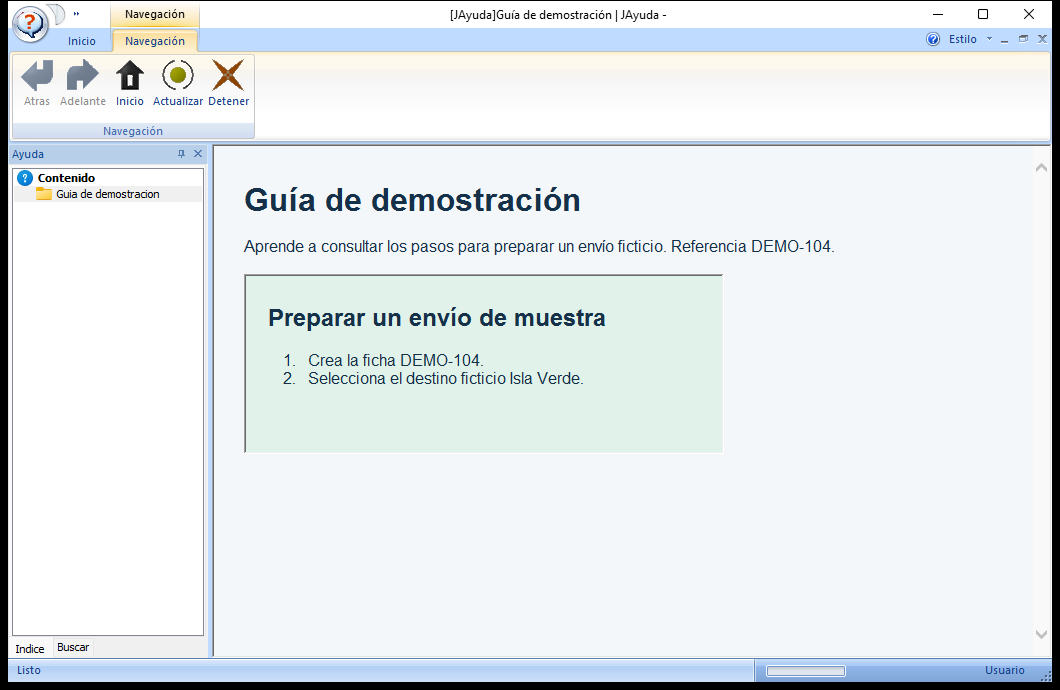 Navegación
[JAyuda]Guía de demostración | JAyuda -
Inicio
Navegación
Estilo
Atras
Adelante
Inicio
Actualizar
Detener
Navegación
Ayuda
Contenido
Guia de demostracion
Guía de demostración
Aprende a consultar los pasos para preparar un envío ficticio. Referencia DEMO-104.
Preparar un envío de muestra
1. Crea la ficha DEMO-104.
2. Selecciona el destino ficticio Isla Verde.
Indice
Buscar
Listo
Usuario